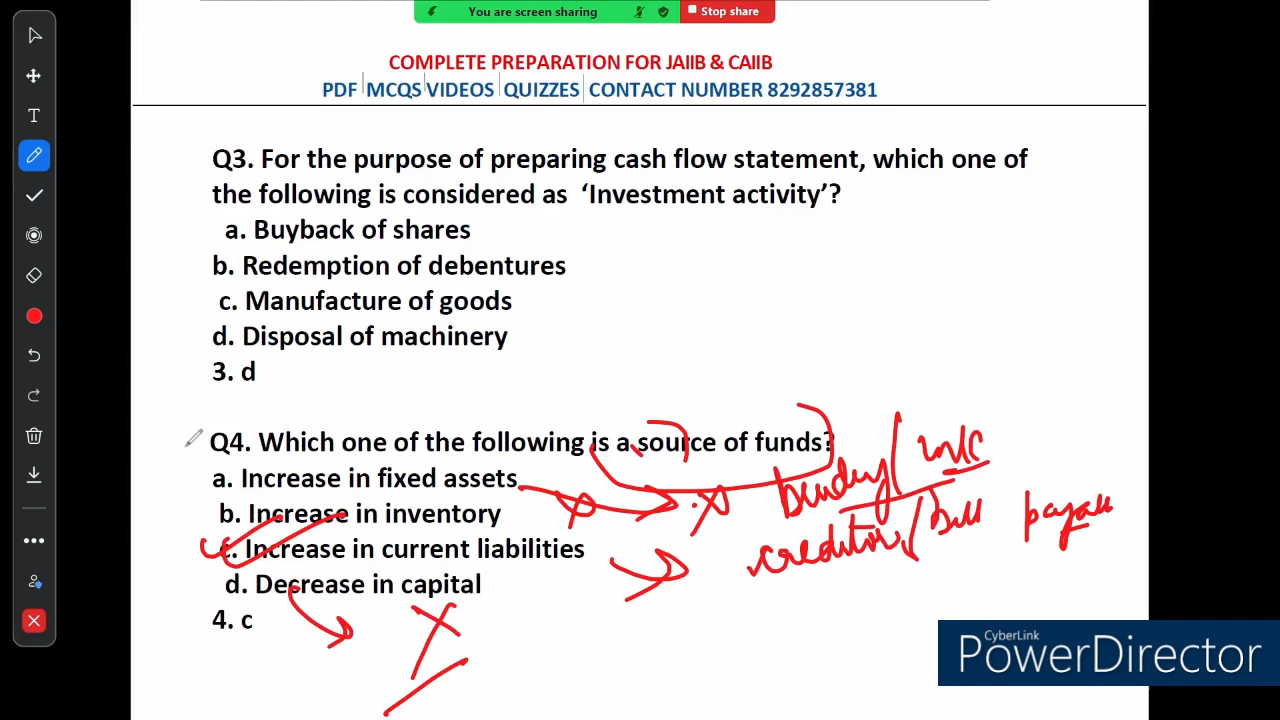 You are screen sharing Stop share
COMPLETE PREPARATION FOR JAIIB & CAIIB
PDF MCQS VIDEOS QUIZZES CONTACT NUMBER 8292857381
Q3. For the purpose of preparing cash flow statement, which one of
the following is considered as ‘Investment activity’?
a. Buyback of shares
b. Redemption of debentures
c. Manufacture of goods
d. Disposal of machinery
3. d
Q4. Which one of the following is a source of funds?
a. Increase in fixed assets
b. Increase in inventory
c. Increase in current liabilities
d. Decrease in capital
4. c
creditors/ bill payable
CyberLink
PowerDirector